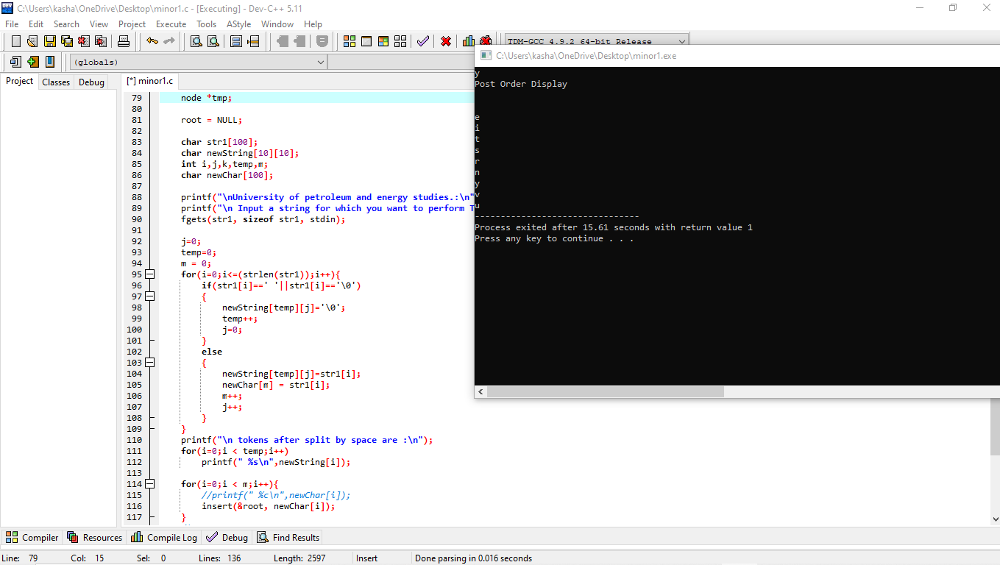 C:\Users\kasha\OneDrive\Desktop\minor1.c - [Executing] - Dev-C++ 5.11
File Edit Search View Project Execute Tools AStyle Window Help
TDM-GCC 4.9.2 64-bit Release
(globals)
Project Classes Debug
[*] minor1.c
79 node *tmp;
80
81 root = NULL;
82
83 char str1[100];
84 char newString[10][10];
85 int i,j,k,temp,m;
86 char newChar[100];
87
88 printf("\nUniversity of petroleum and energy studies.:\n"
89 printf("\n Input a string for which you want to perform T
90 fgets(str1, sizeof str1, stdin);
91
92 j=0;
93 temp=0;
94 m = 0;
95 for(i=0;i<=(strlen(str1));i++){
96 if(str1[i]==' '||str1[i]=='\0')
97 {
98 newString[temp][j]='\0';
99 temp++;
100 j=0;
101 }
102 else
103 {
104 newString[temp][j]=str1[i];
105 newChar[m] = str1[i];
106 m++;
107 j++;
108 }
109 }
110 printf("\n tokens after split by space are :\n");
111 for(i=0;i < temp;i++)
112 printf(" %s\n",newString[i]);
113
114 for(i=0;i < m;i++){
115 //printf(" %c\n",newChar[i]);
116 insert(&root, newChar[i]);
117 }
C:\Users\kasha\OneDrive\Desktop\minor1.exe
y
Post Order Display
e
i
t
s
r
n
y
v
u
--------------------------------
Process exited after 15.61 seconds with return value 1
Press any key to continue . . .
Compiler Resources Compile Log Debug Find Results
Line: 79 Col: 15 Sel: 0 Lines: 136 Length: 2597 Insert Done parsing in 0.016 seconds